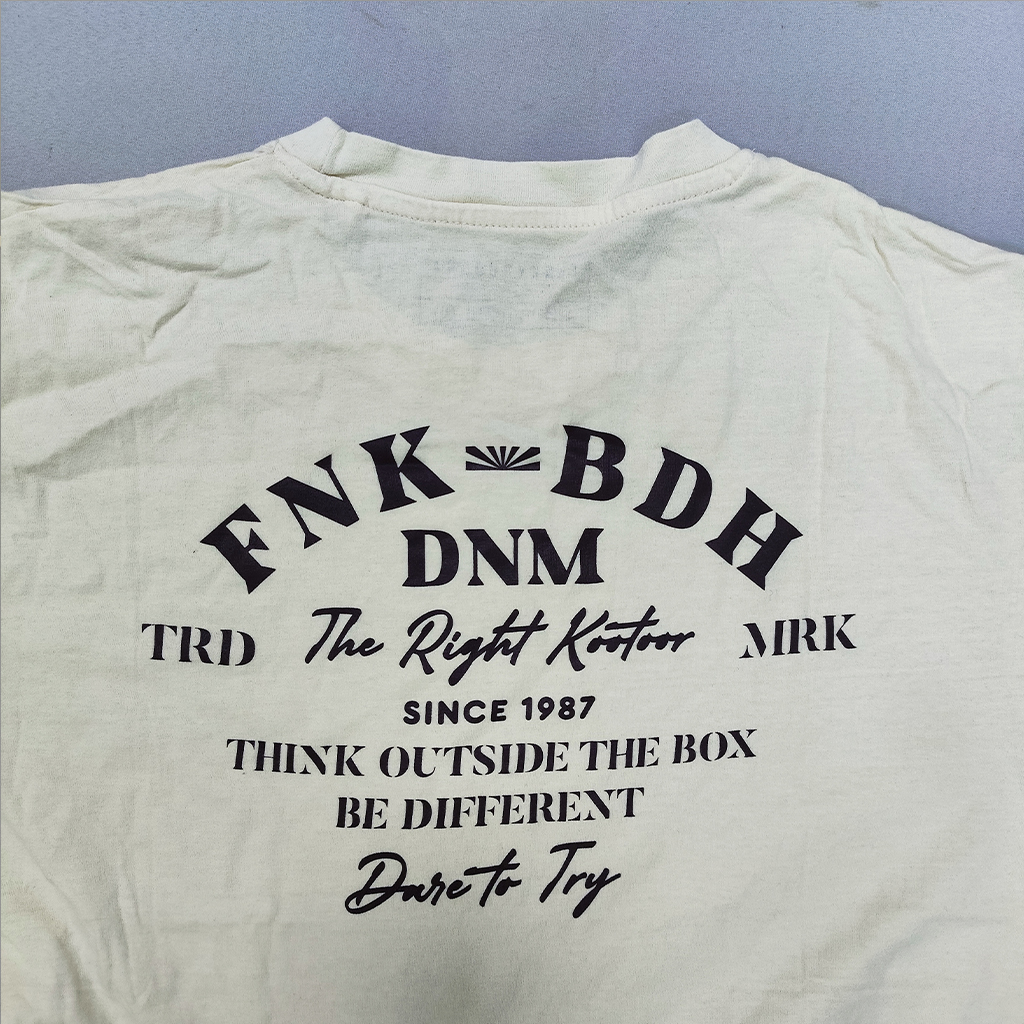 FNK BDH
DNM
TRD The Right Kootoor MRK
SINCE 1987
THINK OUTSIDE THE BOX
BE DIFFERENT
Dare to Try